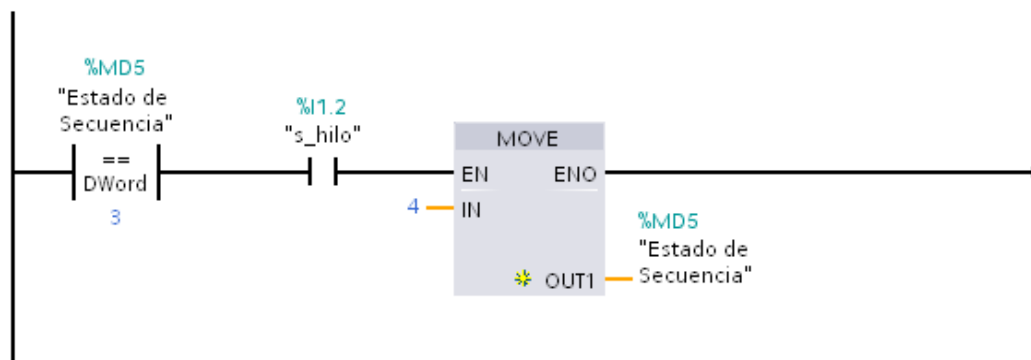 %MD5
"Estado de
Secuencia"
==
DWord
3
%I1.2
"s_hilo"
MOVE
EN ENO
4 IN
OUT1
%MD5
"Estado de
Secuencia"